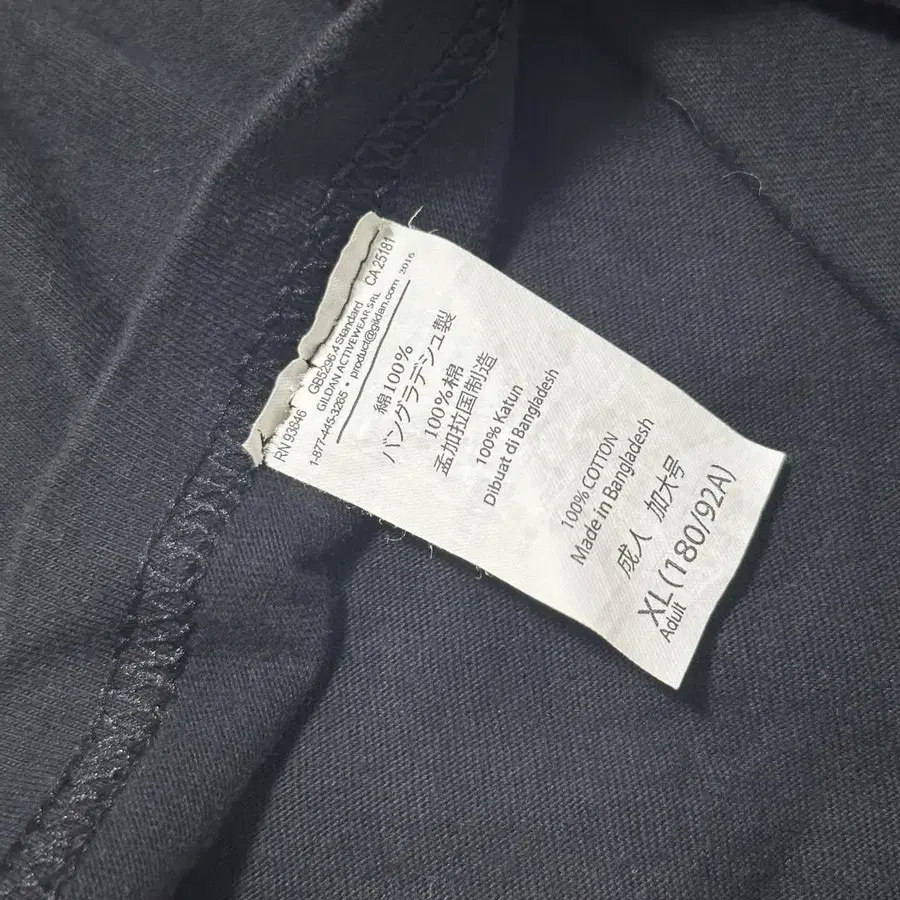 RN 93846 GB5296.4 Standard CA 25181
GILDAN ACTIVEWEAR SRL
1-877-445-3265 • product@gildan.com 2016
綿100%
バングラデシュ製
100%棉
孟加拉国制造
100% Katun
Dibuat di Bangladesh
100% COTTON
Made in Bangladesh
成人 加大号
XL (180/92A)
Adult